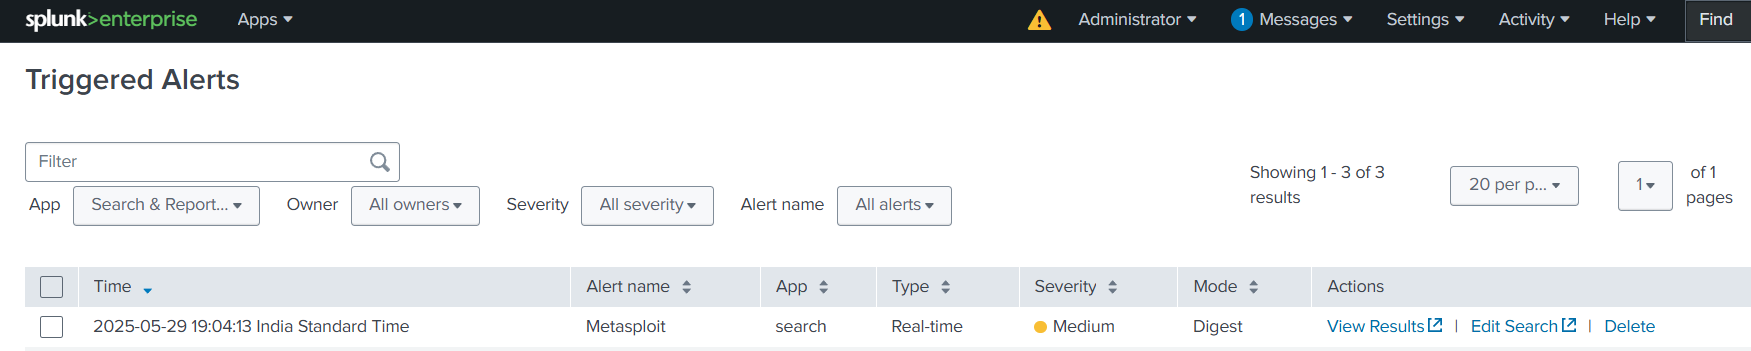 splunk>enterprise Apps Administrator 1 Messages Settings Activity Help Find
Triggered Alerts
Filter
Showing 1 - 3 of 3 results
20 per p...
1
of 1 pages
App Search & Report... Owner All owners Severity All severity Alert name All alerts
Time Alert name App Type Severity Mode Actions
2025-05-29 19:04:13 India Standard Time Metasploit search Real-time Medium Digest View Results | Edit Search | Delete